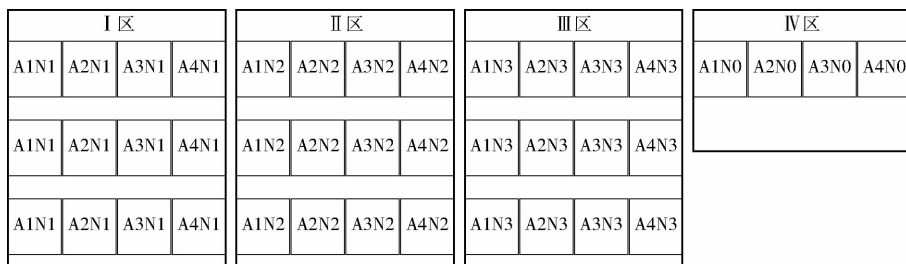 Ⅰ区 Ⅱ区 Ⅲ区 Ⅳ区
A1N1 A2N1 A3N1 A4N1 A1N2 A2N2 A3N2 A4N2 A1N3 A2N3 A3N3 A4N3 A1N0 A2N0 A3N0 A4N0
A1N1 A2N1 A3N1 A4N1 A1N2 A2N2 A3N2 A4N2 A1N3 A2N3 A3N3 A4N3
A1N1 A2N1 A3N1 A4N1 A1N2 A2N2 A3N2 A4N2 A1N3 A2N3 A3N3 A4N3